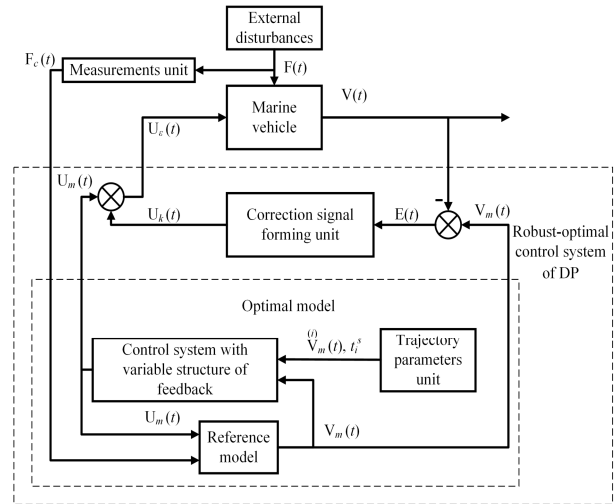 External
disturbances
F_c(t)
Measurements unit
F(t)
Marine
vehicle
V(t)
U_ε(t)
U_m(t)
U_k(t)
Correction signal
forming unit
E(t)
-
V_m(t)
Robust-optimal
control system
of DP
Optimal model
Control system with
variable structure of
feedback
(i)
V_m(t), t_i^s
Trajectory
parameters
unit
U_m(t)
Reference
model
V_m(t)